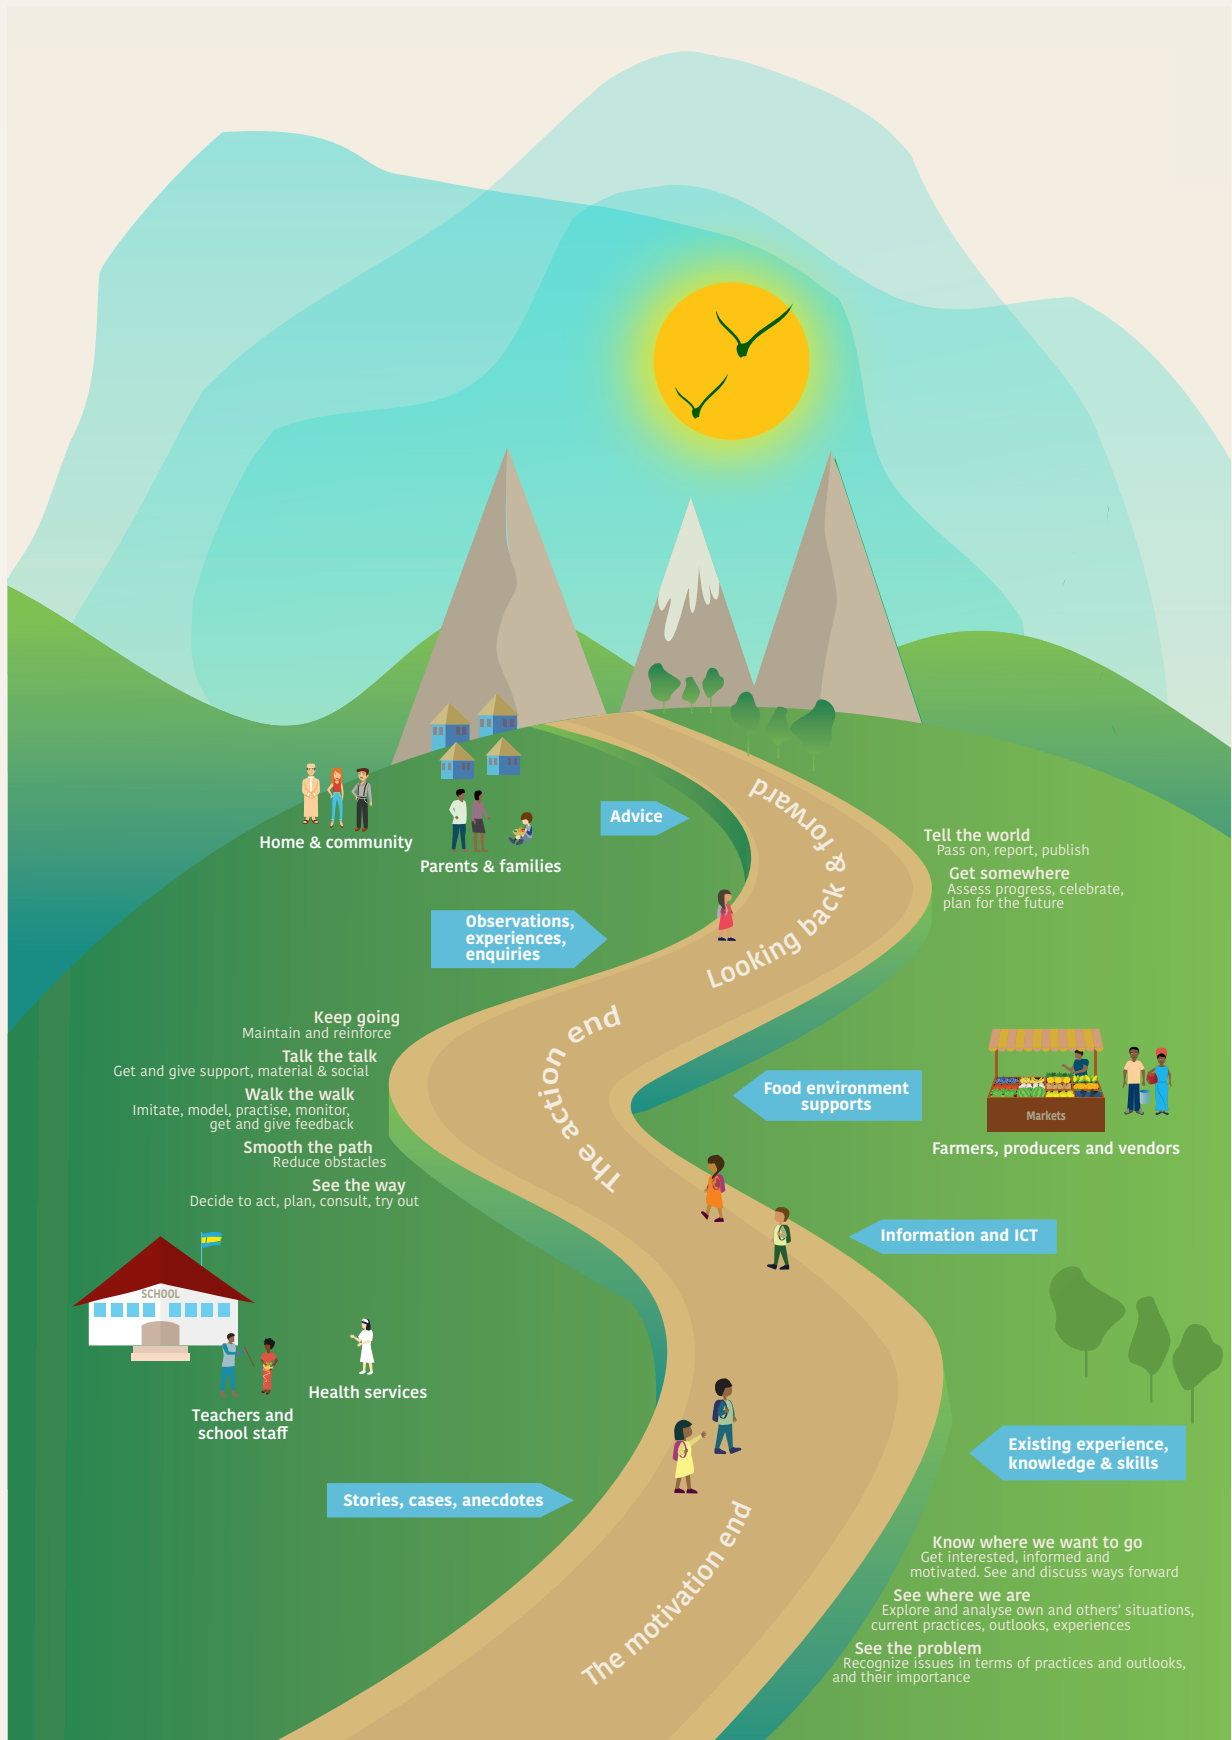 Home & community
Parents & families
Advice
Looking back
& forward
Tell the world
Pass on, report, publish
Get somewhere
Assess progress, celebrate,
plan for the future
Observations,
experiences,
enquiries
Keep going
Maintain and reinforce
Talk the talk
Get and give support, material & social
Walk the walk
Imitate, model, practise, monitor,
get and give feedback
Smooth the path
Reduce obstacles
See the way
Decide to act, plan, consult, try out
The action end
Food environment
supports
Markets
Farmers, producers and vendors
Information and ICT
SCHOOL
Teachers and
school staff
Health services
Existing experience,
knowledge & skills
Stories, cases, anecdotes
The motivation end
Know where we want to go
Get interested, informed and
motivated. See and discuss ways forward
See where we are
Explore and analyse own and others’ situations,
current practices, outlooks, experiences
See the problem
Recognize issues in terms of practices and outlooks,
and their importance